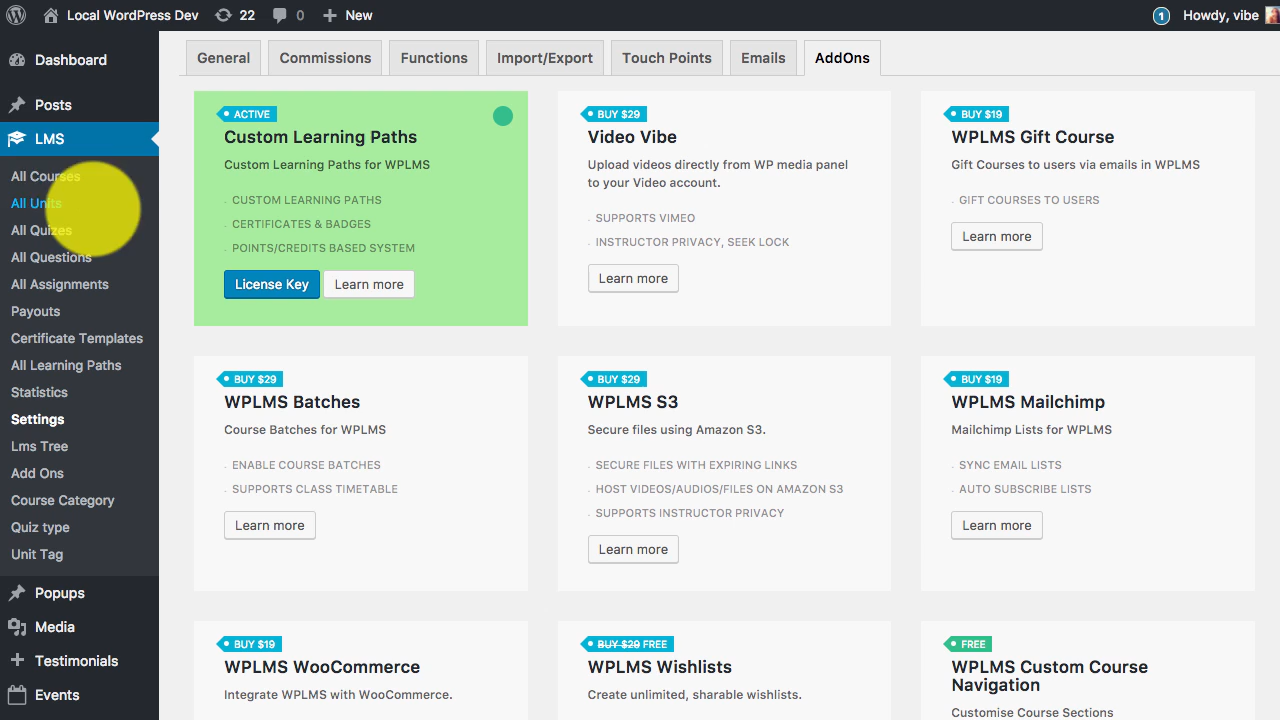 Local WordPress Dev 22 0 New 1 Howdy, vibe
Dashboard
Posts
LMS
All Courses
All Units
All Quizes
All Questions
All Assignments
Payouts
Certificate Templates
All Learning Paths
Statistics
Settings
Lms Tree
Add Ons
Course Category
Quiz type
Unit Tag
Popups
Media
Testimonials
Events
General Commissions Functions Import/Export Touch Points Emails AddOns
ACTIVE
Custom Learning Paths
Custom Learning Paths for WPLMS
CUSTOM LEARNING PATHS
CERTIFICATES & BADGES
POINTS/CREDITS BASED SYSTEM
License Key Learn more
BUY $29
Video Vibe
Upload videos directly from WP media panel
to your Video account.
SUPPORTS VIMEO
INSTRUCTOR PRIVACY, SEEK LOCK
Learn more
BUY $19
WPLMS Gift Course
Gift Courses to users via emails in WPLMS
GIFT COURSES TO USERS
Learn more
BUY $29
WPLMS Batches
Course Batches for WPLMS
ENABLE COURSE BATCHES
SUPPORTS CLASS TIMETABLE
Learn more
BUY $29
WPLMS S3
Secure files using Amazon S3.
SECURE FILES WITH EXPIRING LINKS
HOST VIDEOS/AUDIOS/FILES ON AMAZON S3
SUPPORTS INSTRUCTOR PRIVACY
Learn more
BUY $19
WPLMS Mailchimp
Mailchimp Lists for WPLMS
SYNC EMAIL LISTS
AUTO SUBSCRIBE LISTS
Learn more
BUY $19
WPLMS WooCommerce
Integrate WPLMS with WooCommerce.
BUY $29 FREE
WPLMS Wishlists
Create unlimited, sharable wishlists.
FREE
WPLMS Custom Course
Navigation
Customise Course Sections